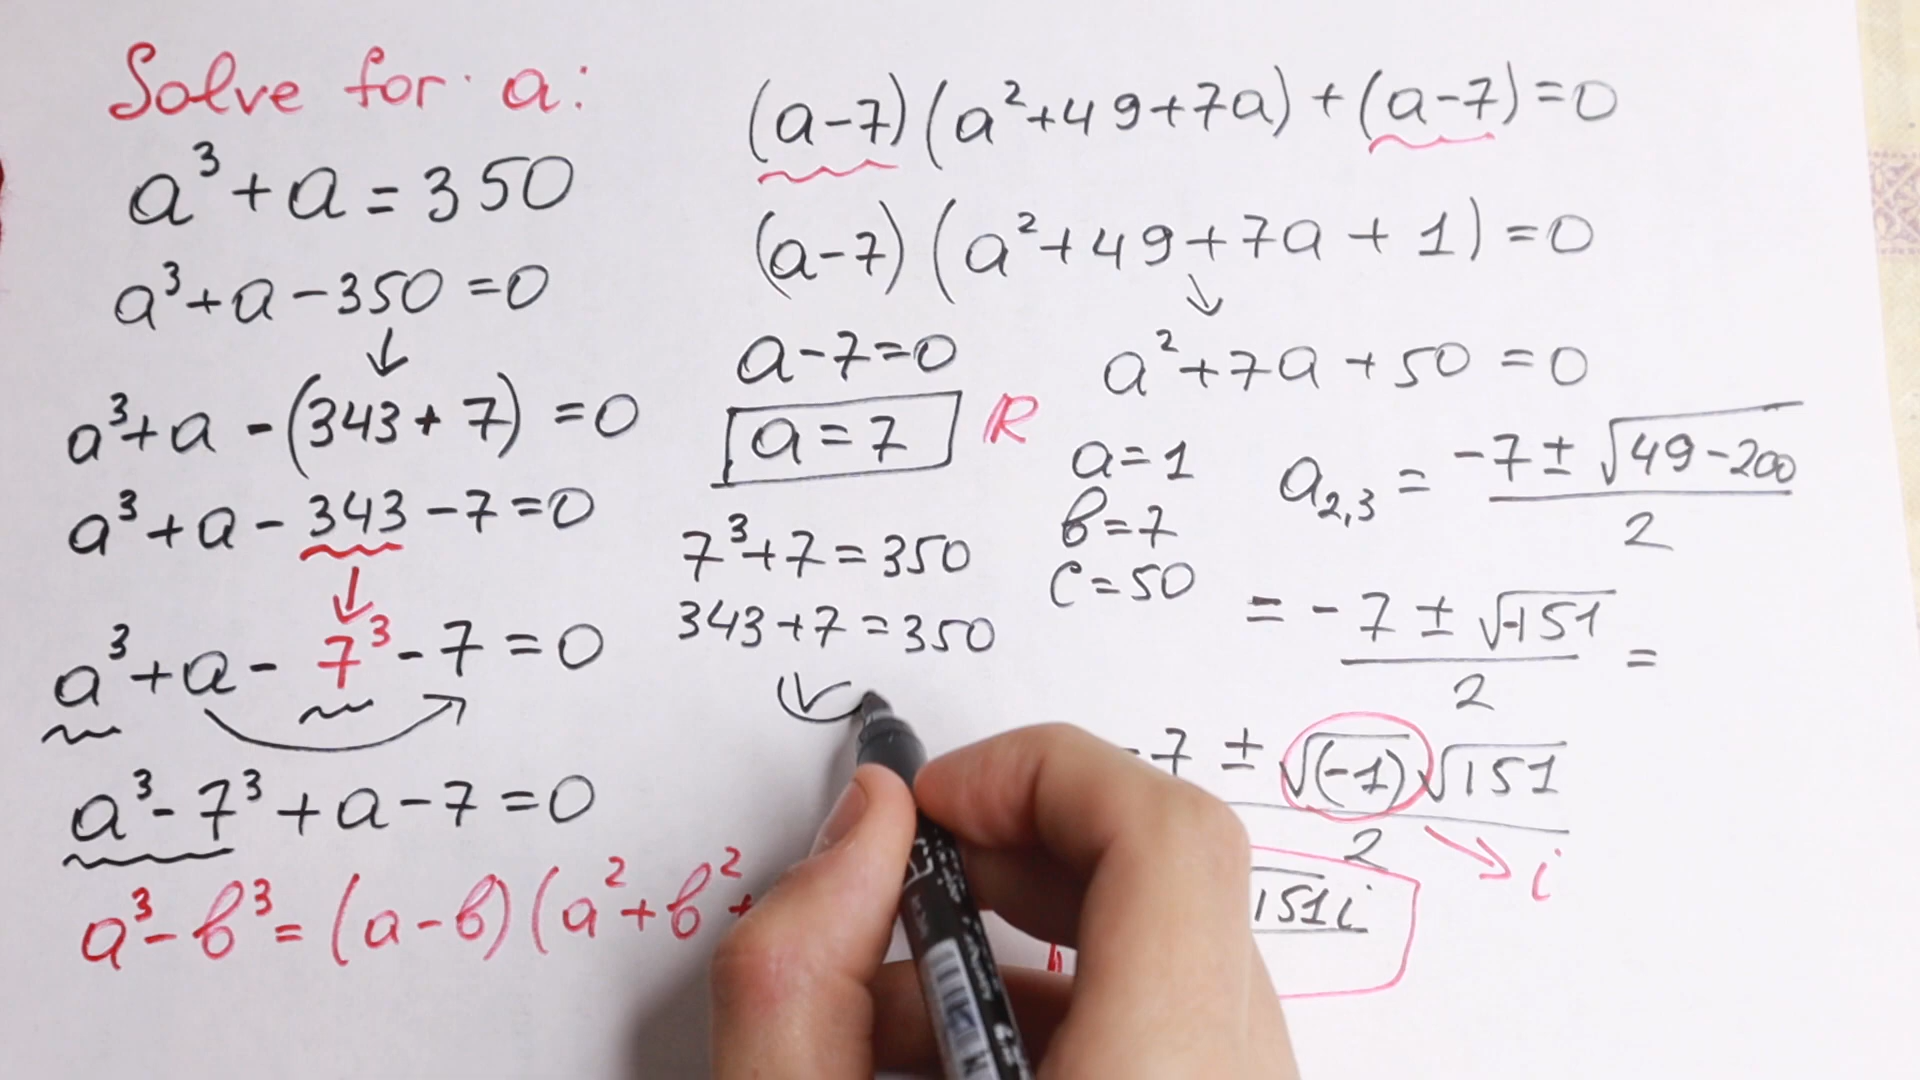 Solve for a:
a³+a=350
a³+a-350=0
a³+a-(343+7)=0
a³+a-343-7=0
a³+a-7³-7=0
a³-7³+a-7=0
a³-b³=(a-b)(a²+b²+
(a-7)(a²+49+7a)+(a-7)=0
(a-7)(a²+49+7a+1)=0
a-7=0
a=7 R
7³+7=350
343+7=350
a²+7a+50=0
a=1
b=7
c=50
a₂,₃ = (-7±√(49-200))/2
= (-7±√(-151))/2 =
-7±√(-1)√151
2
i
151i